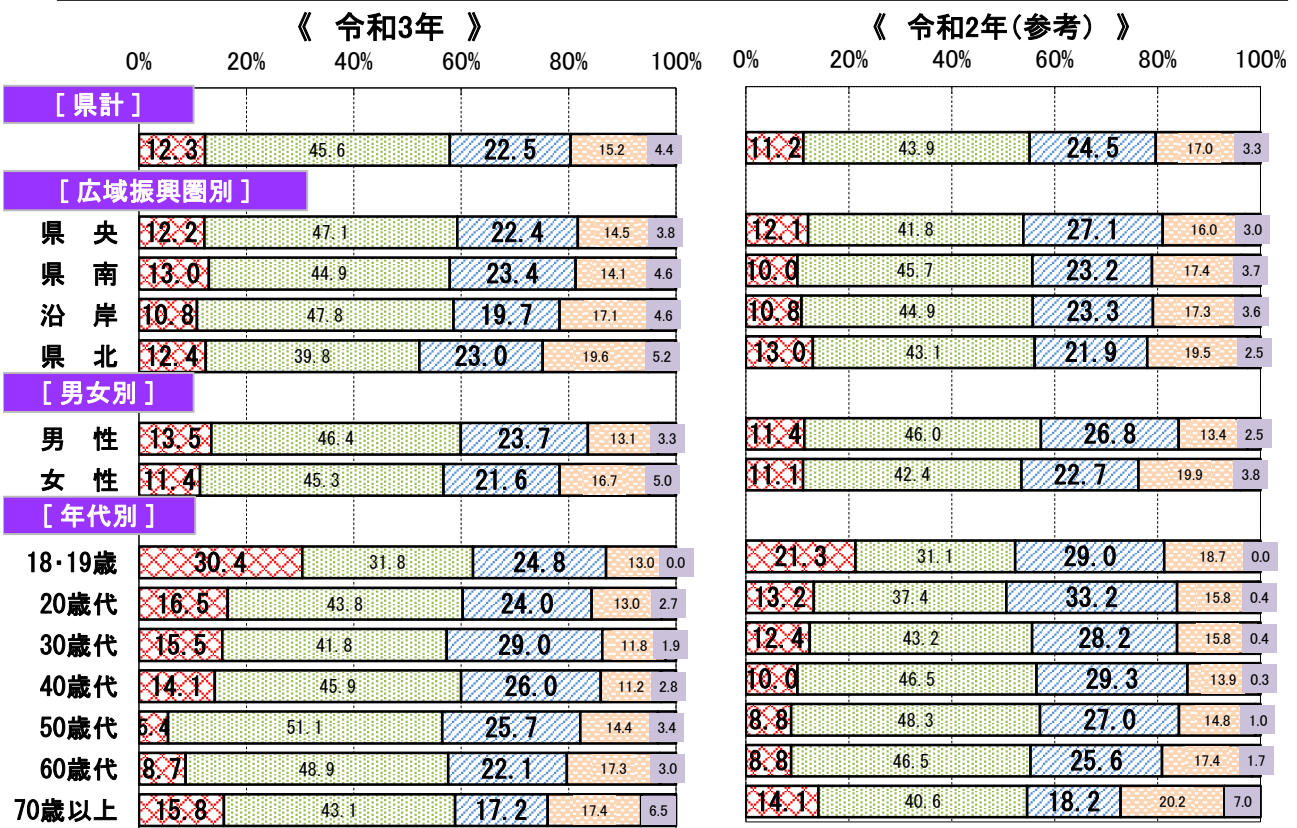 《 令和3年 》 《 令和2年(参考) 》
0% 20% 40% 60% 80% 100% 0% 20% 40% 60% 80% 100%
[ 県計 ]
12.3 45.6 22.5 15.2 4.4 11.2 43.9 24.5 17.0 3.3
[ 広域振興圏別 ]
県 央 12.2 47.1 22.4 14.5 3.8 12.1 41.8 27.1 16.0 3.0
県 南 13.0 44.9 23.4 14.1 4.6 10.0 45.7 23.2 17.4 3.7
沿 岸 10.8 47.8 19.7 17.1 4.6 10.8 44.9 23.3 17.3 3.6
県 北 12.4 39.8 23.0 19.6 5.2 13.0 43.1 21.9 19.5 2.5
[ 男女別 ]
男 性 13.5 46.4 23.7 13.1 3.3 11.4 46.0 26.8 13.4 2.5
女 性 11.4 45.3 21.6 16.7 5.0 11.1 42.4 22.7 19.9 3.8
[ 年代別 ]
18・19歳 30.4 31.8 24.8 13.0 0.0 21.3 31.1 29.0 18.7 0.0
20歳代 16.5 43.8 24.0 13.0 2.7 13.2 37.4 33.2 15.8 0.4
30歳代 15.5 41.8 29.0 11.8 1.9 12.4 43.2 28.2 15.8 0.4
40歳代 14.1 45.9 26.0 11.2 2.8 10.0 46.5 29.3 13.9 0.3
50歳代 5.4 51.1 25.7 14.4 3.4 8.8 48.3 27.0 14.8 1.0
60歳代 8.7 48.9 22.1 17.3 3.0 8.8 46.5 25.6 17.4 1.7
70歳以上 15.8 43.1 17.2 17.4 6.5 14.1 40.6 18.2 20.2 7.0